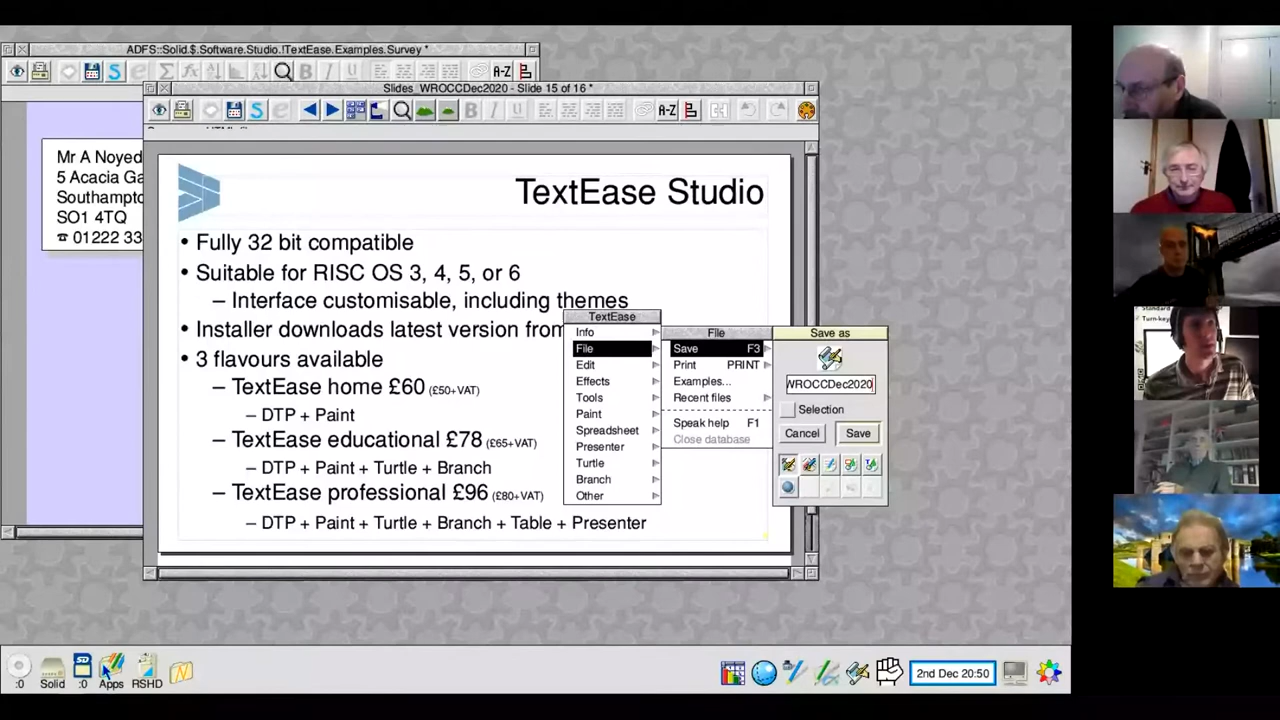 ADFS::Solid.$.Software.Studio.!TextEase.Examples.Survey *
Slides_WROCCDec2020 - Slide 15 of 16 *
A-Z
A-Z
Mr A Noyed
5 Acacia Ga
Southampto
SO1 4TQ
☎ 01222 33
TextEase Studio
• Fully 32 bit compatible
• Suitable for RISC OS 3, 4, 5, or 6
– Interface customisable, including themes
• Installer downloads latest version from
• 3 flavours available
– TextEase home £60 (£50+VAT)
– DTP + Paint
– TextEase educational £78 (£65+VAT)
– DTP + Paint + Turtle + Branch
– TextEase professional £96 (£80+VAT)
– DTP + Paint + Turtle + Branch + Table + Presenter
TextEase
Info
File
Edit
Effects
Tools
Paint
Spreadsheet
Presenter
Turtle
Branch
Other
File
Save F3
Print PRINT
Examples...
Recent files
Speak help F1
Close database
Save as
WROCCDec2020
Selection
Cancel Save
:0 Solid :0 Apps RSHD
2nd Dec 20:50
Standard
Turn-key